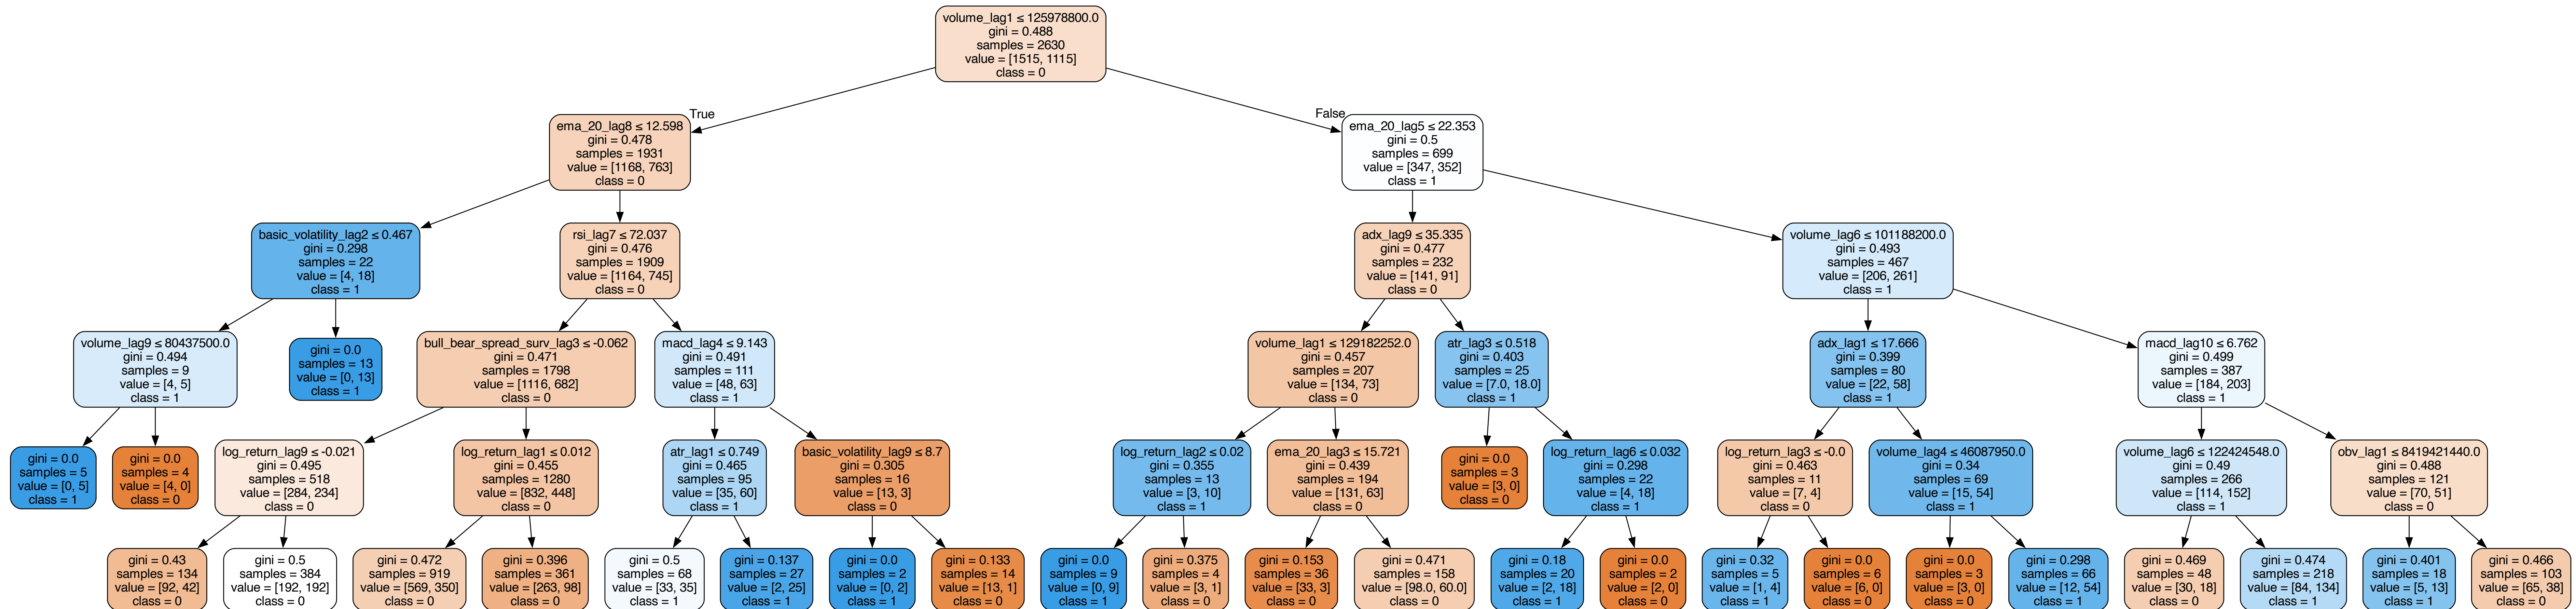 volume_lag1 ≤ 125978800.0
gini = 0.488
samples = 2630
value = [1515, 1115]
class = 0
True
False
ema_20_lag8 ≤ 12.598
gini = 0.478
samples = 1931
value = [1168, 763]
class = 0
ema_20_lag5 ≤ 22.353
gini = 0.5
samples = 699
value = [347, 352]
class = 1
basic_volatility_lag2 ≤ 0.467
gini = 0.298
samples = 22
value = [4, 18]
class = 1
rsi_lag7 ≤ 72.037
gini = 0.476
samples = 1909
value = [1164, 745]
class = 0
adx_lag9 ≤ 35.335
gini = 0.477
samples = 232
value = [141, 91]
class = 0
volume_lag6 ≤ 101188200.0
gini = 0.493
samples = 467
value = [206, 261]
class = 1
volume_lag9 ≤ 80437500.0
gini = 0.494
samples = 9
value = [4, 5]
class = 1
gini = 0.0
samples = 13
value = [0, 13]
class = 1
bull_bear_spread_surv_lag3 ≤ -0.062
gini = 0.471
samples = 1798
value = [1116, 682]
class = 0
macd_lag4 ≤ 9.143
gini = 0.491
samples = 111
value = [48, 63]
class = 1
volume_lag1 ≤ 129182252.0
gini = 0.457
samples = 207
value = [134, 73]
class = 0
atr_lag3 ≤ 0.518
gini = 0.403
samples = 25
value = [7.0, 18.0]
class = 1
adx_lag1 ≤ 17.666
gini = 0.399
samples = 80
value = [22, 58]
class = 1
macd_lag10 ≤ 6.762
gini = 0.499
samples = 387
value = [184, 203]
class = 1
gini = 0.0
samples = 5
value = [0, 5]
class = 1
gini = 0.0
samples = 4
value = [4, 0]
class = 0
log_return_lag9 ≤ -0.021
gini = 0.495
samples = 518
value = [284, 234]
class = 0
log_return_lag1 ≤ 0.012
gini = 0.455
samples = 1280
value = [832, 448]
class = 0
atr_lag1 ≤ 0.749
gini = 0.465
samples = 95
value = [35, 60]
class = 1
basic_volatility_lag9 ≤ 8.7
gini = 0.305
samples = 16
value = [13, 3]
class = 0
log_return_lag2 ≤ 0.02
gini = 0.355
samples = 13
value = [3, 10]
class = 1
ema_20_lag3 ≤ 15.721
gini = 0.439
samples = 194
value = [131, 63]
class = 0
gini = 0.0
samples = 3
value = [3, 0]
class = 0
log_return_lag6 ≤ 0.032
gini = 0.298
samples = 22
value = [4, 18]
class = 1
log_return_lag3 ≤ -0.0
gini = 0.463
samples = 11
value = [7, 4]
class = 0
volume_lag4 ≤ 46087950.0
gini = 0.34
samples = 69
value = [15, 54]
class = 1
volume_lag6 ≤ 122424548.0
gini = 0.49
samples = 266
value = [114, 152]
class = 1
obv_lag1 ≤ 8419421440.0
gini = 0.488
samples = 121
value = [70, 51]
class = 0
gini = 0.43
samples = 134
value = [92, 42]
class = 0
gini = 0.5
samples = 384
value = [192, 192]
class = 0
gini = 0.472
samples = 919
value = [569, 350]
class = 0
gini = 0.396
samples = 361
value = [263, 98]
class = 0
gini = 0.5
samples = 68
value = [33, 35]
class = 1
gini = 0.137
samples = 27
value = [2, 25]
class = 1
gini = 0.0
samples = 2
value = [0, 2]
class = 1
gini = 0.133
samples = 14
value = [13, 1]
class = 0
gini = 0.0
samples = 9
value = [0, 9]
class = 1
gini = 0.375
samples = 4
value = [3, 1]
class = 0
gini = 0.153
samples = 36
value = [33, 3]
class = 0
gini = 0.471
samples = 158
value = [98.0, 60.0]
class = 0
gini = 0.18
samples = 20
value = [2, 18]
class = 1
gini = 0.0
samples = 2
value = [2, 0]
class = 0
gini = 0.32
samples = 5
value = [1, 4]
class = 1
gini = 0.0
samples = 6
value = [6, 0]
class = 0
gini = 0.0
samples = 3
value = [3, 0]
class = 0
gini = 0.298
samples = 66
value = [12, 54]
class = 1
gini = 0.469
samples = 48
value = [30, 18]
class = 0
gini = 0.474
samples = 218
value = [84, 134]
class = 1
gini = 0.401
samples = 18
value = [5, 13]
class = 1
gini = 0.466
samples = 103
value = [65, 38]
class = 0